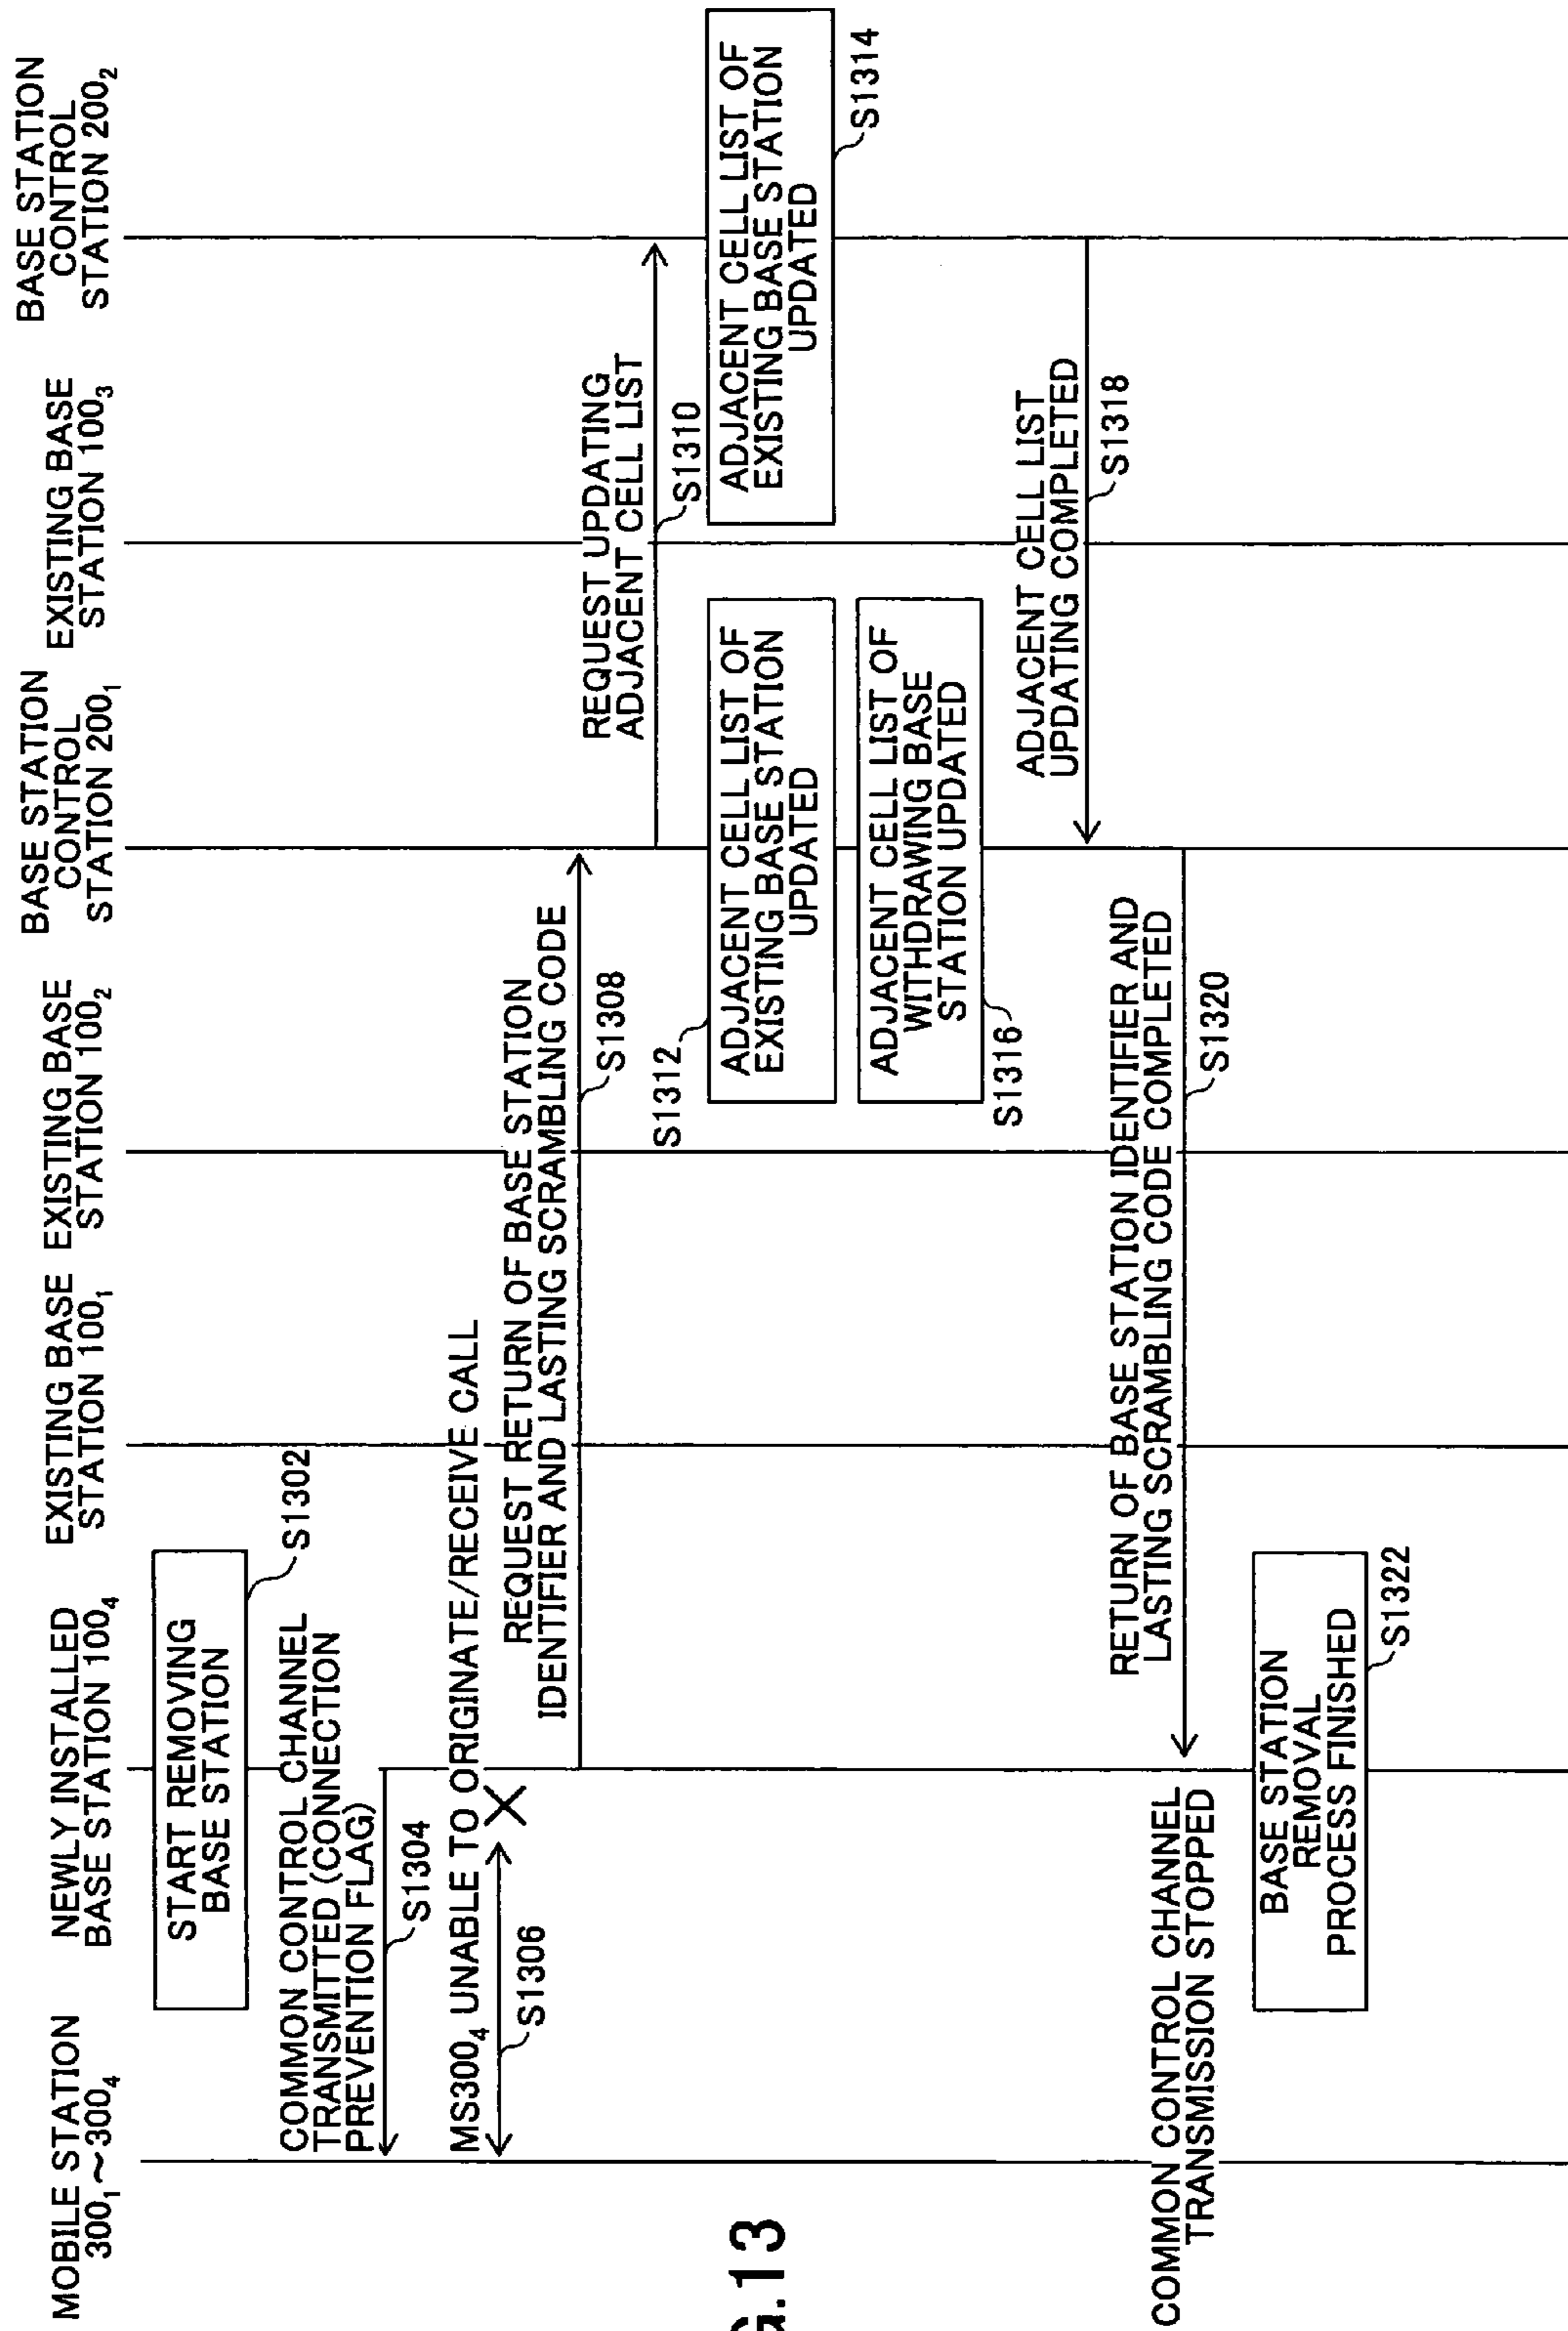 MOBILE STATION
300₁~300₄
NEWLY INSTALLED
BASE STATION 100₄
EXISTING BASE
STATION 100₁
EXISTING BASE
STATION 100₂
BASE STATION
CONTROL
STATION 200₁
EXISTING BASE
STATION 100₃
BASE STATION
CONTROL
STATION 200₂
START REMOVING
BASE STATION
S1302
COMMON CONTROL CHANNEL
TRANSMITTED (CONNECTION
PREVENTION FLAG)
S1304
MS300₄ UNABLE TO ORIGINATE/RECEIVE CALL
S1306
REQUEST RETURN OF BASE STATION
IDENTIFIER AND LASTING SCRAMBLING CODE
S1308
REQUEST UPDATING
ADJACENT CELL LIST
S1310
S1312
ADJACENT CELL LIST OF
EXISTING BASE STATION
UPDATED
ADJACENT CELL LIST OF
EXISTING BASE STATION
UPDATED
S1314
ADJACENT CELL LIST OF
WITHDRAWING BASE
STATION UPDATED
S1316
ADJACENT CELL LIST
UPDATING COMPLETED
S1318
RETURN OF BASE STATION IDENTIFIER AND
LASTING SCRAMBLING CODE COMPLETED
S1320
COMMON CONTROL CHANNEL
TRANSMISSION STOPPED
BASE STATION
REMOVAL
PROCESS FINISHED
S1322
G.13